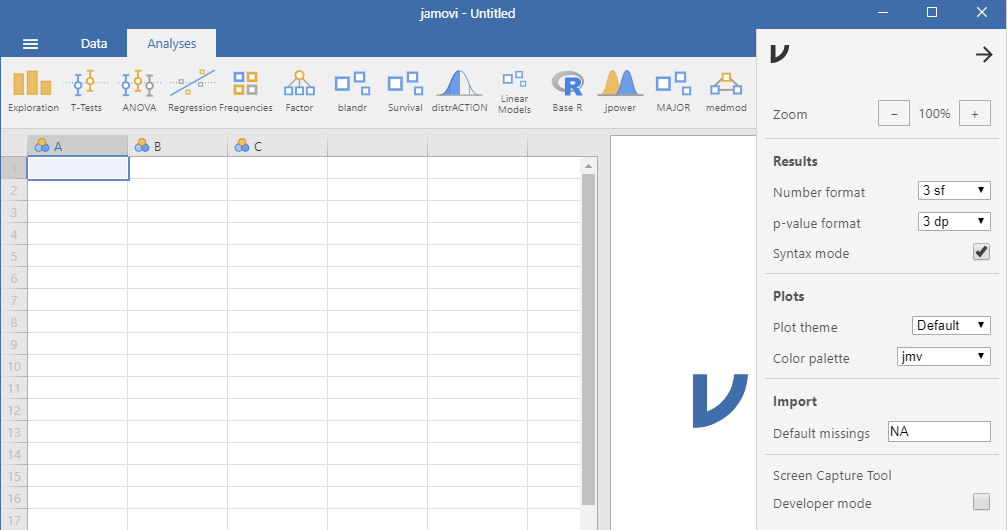 jamovi - Untitled
Data Analyses
Exploration T-Tests ANOVA Regression Frequencies Factor blandr Survival distrACTION Linear Models Base R jpower MAJOR medmod
Zoom − 100% +
A B C
1
2
3
4
5
6
7
8
9
10
11
12
13
14
15
16
17
Results
Number format 3 sf
p-value format 3 dp
Syntax mode
Plots
Plot theme Default
Color palette jmv
Import
Default missings NA
Screen Capture Tool
Developer mode